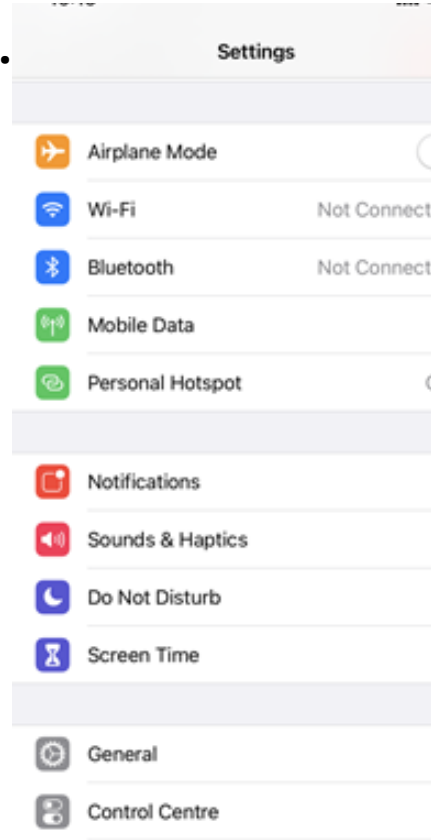 Settings
Airplane Mode
Wi-Fi Not Connect
Bluetooth Not Connect
Mobile Data
Personal Hotspot
Notifications
Sounds & Haptics
Do Not Disturb
Screen Time
General
Control Centre